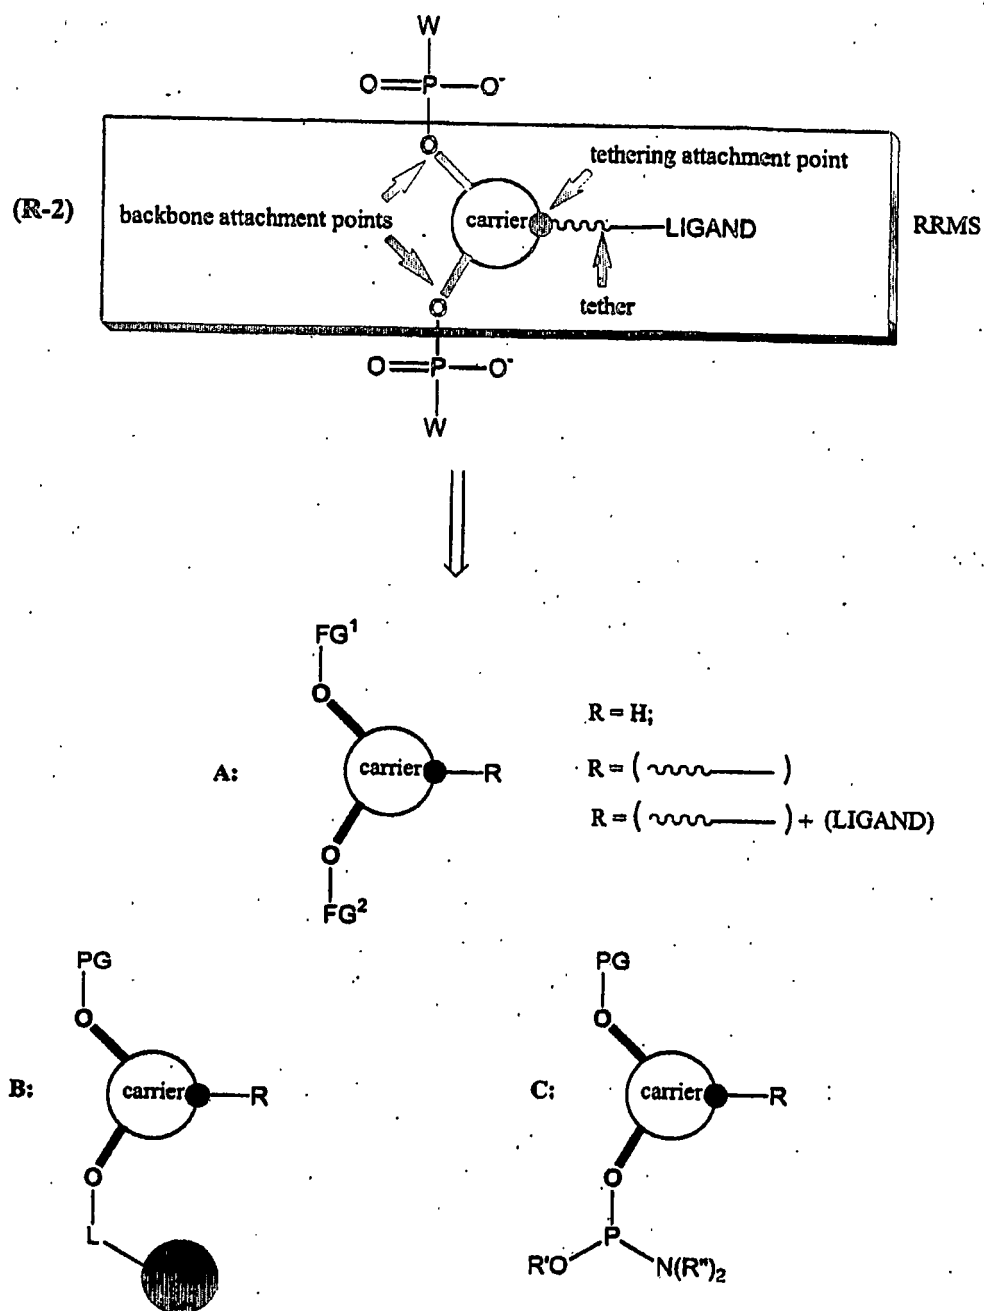 W
O=P—O⁻
O
tethering attachment point
(R-2)
backbone attachment points
carrier
LIGAND
RRMS
tether
O
O=P—O⁻
W
FG¹
O
R = H;
A:
carrier
R
R = ( )
R = ( ) + (LIGAND)
O
FG²
PG
PG
O
O
B:
carrier
R
C:
carrier
R
O
O
L
P
R'O
N(R")₂